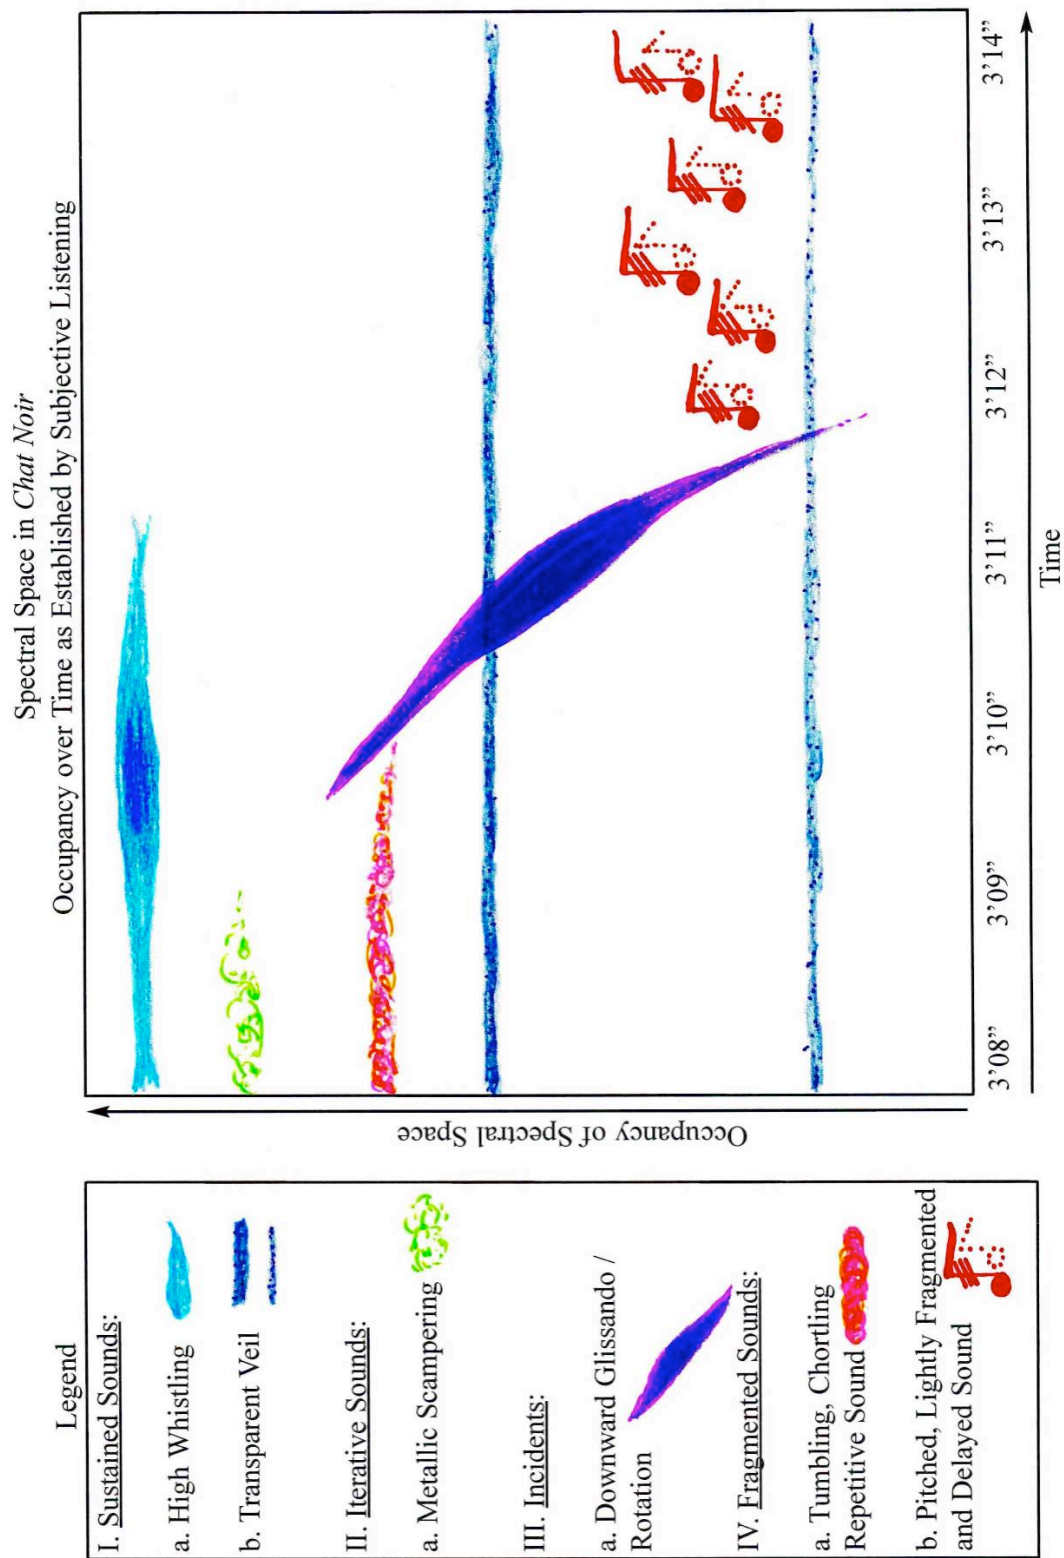 Spectral Space in Chat Noir
Occupancy over Time as Established by Subjective Listening
Legend
I. Sustained Sounds:
a. High Whistling
b. Transparent Veil
II. Iterative Sounds:
a. Metallic Scampering
III. Incidents:
a. Downward Glissando /
Rotation
IV. Fragmented Sounds:
a. Tumbling, Chortling
Repetitive Sound
b. Pitched, Lightly Fragmented
and Delayed Sound
Occupancy of Spectral Space
3’08” 3’09” 3’10” 3’11” 3’12” 3’13” 3’14”
Time